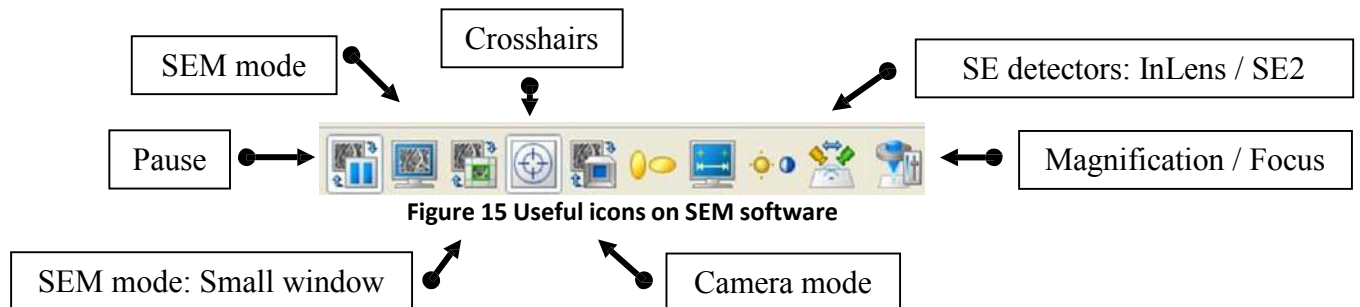 Crosshairs
SEM mode
SE detectors: InLens / SE2
Pause
Magnification / Focus
Figure 15 Useful icons on SEM software
SEM mode: Small window
Camera mode